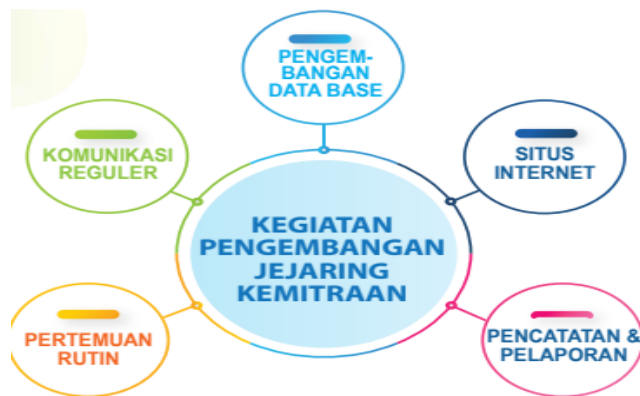 PENGEM-
BANGAN
DATA BASE
KOMUNIKASI
REGULER
SITUS
INTERNET
KEGIATAN
PENGEMBANGAN
JEJARING
KEMITRAAN
PERTEMUAN
RUTIN
PENCATATAN &
PELAPORAN